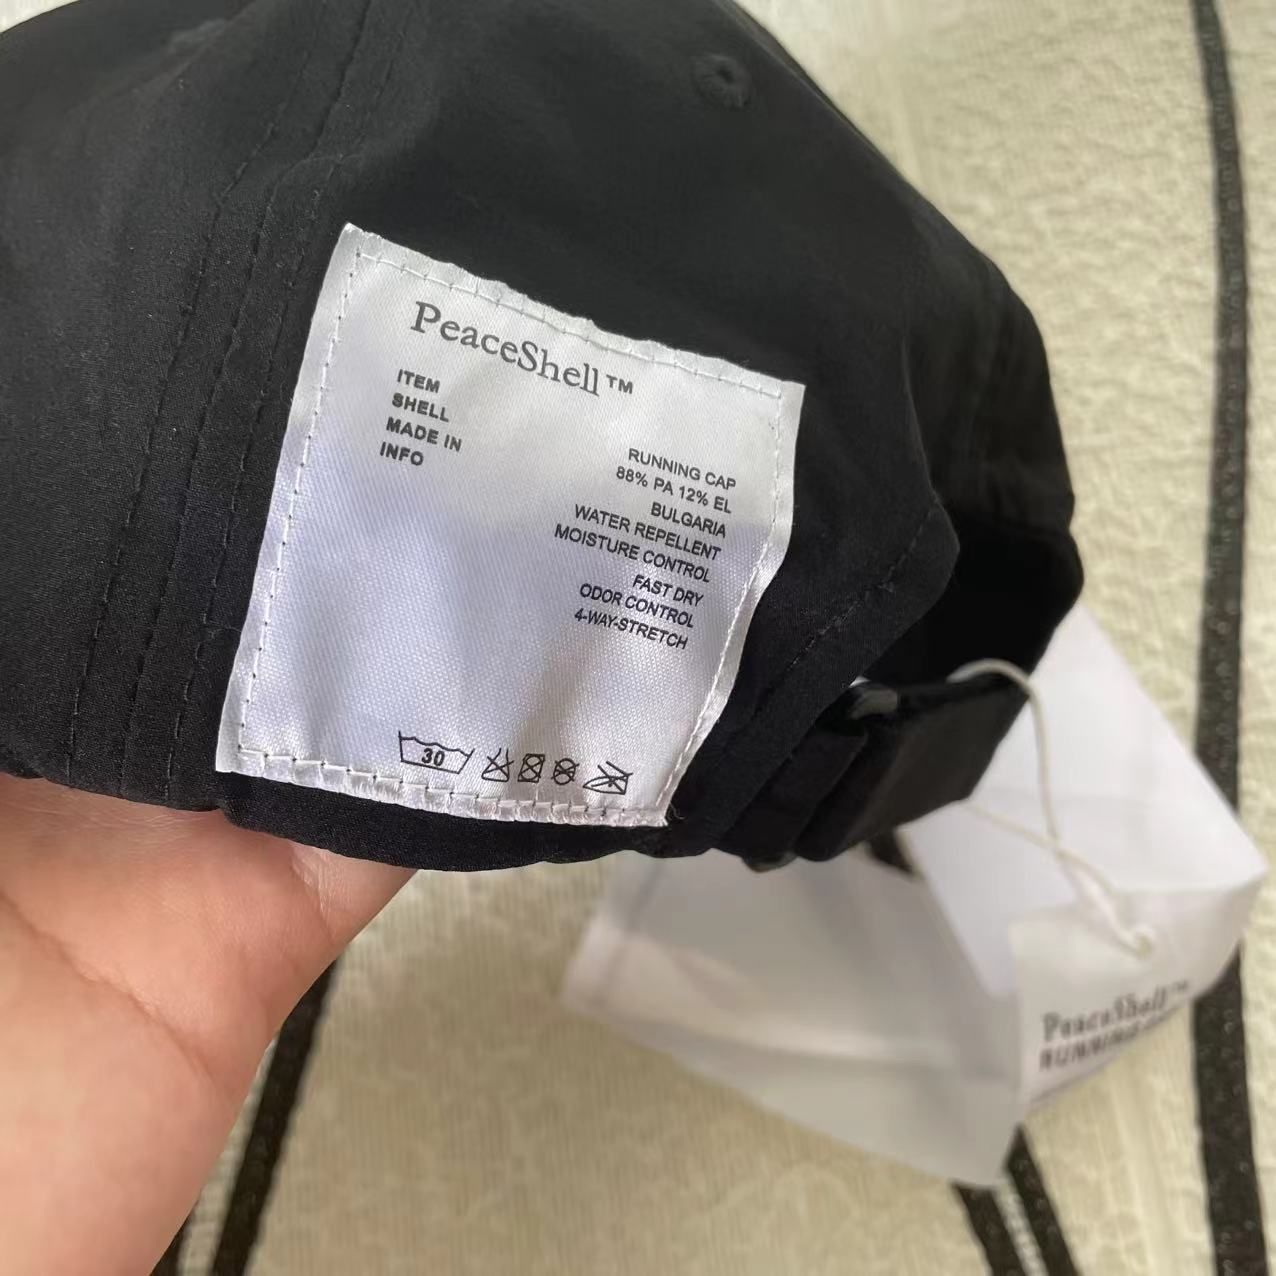 PeaceShell™
ITEM
SHELL
MADE IN
INFO
RUNNING CAP
88% PA 12% EL
BULGARIA
WATER REPELLENT
MOISTURE CONTROL
FAST DRY
ODOR CONTROL
4-WAY-STRETCH
30
PeaceShell™
RUNNING